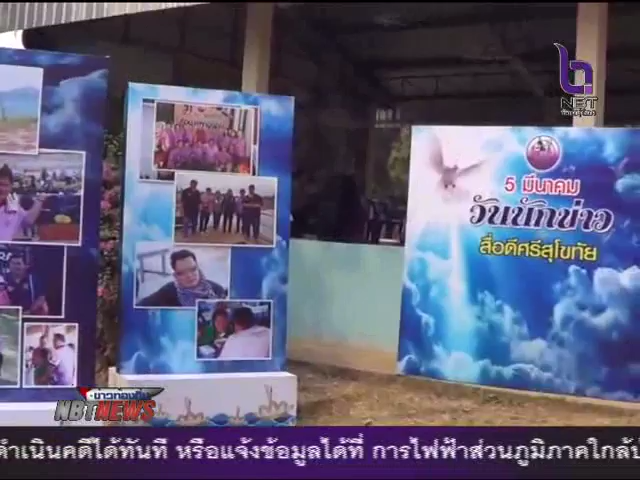 NET
5 มีนาคม
วันนักข่าว
สื่อดีศรีสุโขทัย
ข่าวท้องถิ่น
NBT NEWS
ดำเนินคดีได้ทันที หรือแจ้งข้อมูลได้ที่ การไฟฟ้าส่วนภูมิภาคใกล้